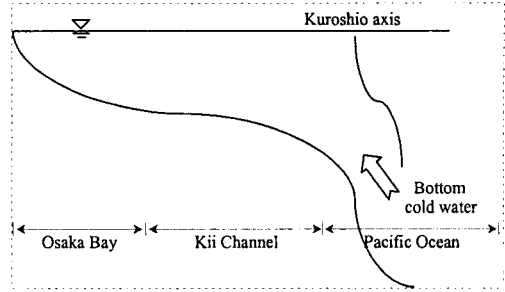 Kuroshio axis
Bottom
cold water
Osaka Bay
Kii Channel
Pacific Ocean